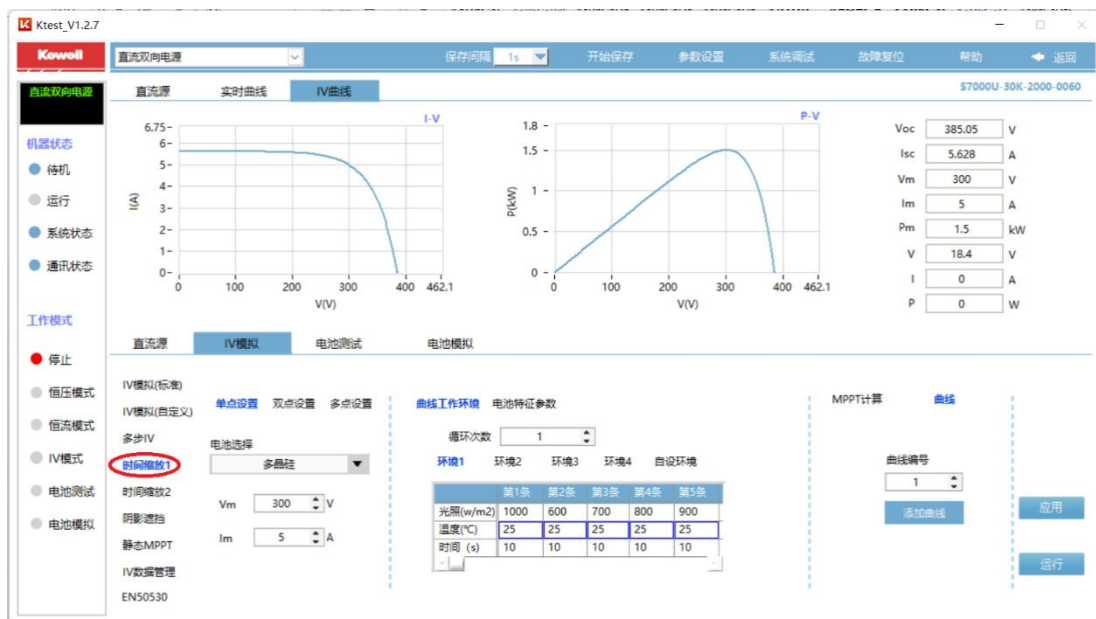 Ktest_V1.2.7
Kewell 直流双向电源 保存间隔 1s 开始保存 参数设置 系统调试 故障复位 帮助 返回
直流双向电源 直流源 实时曲线 IV曲线 S7000U-30K-2000-0060
机器状态
待机
运行
系统状态
通讯状态
工作模式
停止
恒压模式
恒流模式
IV模式
电池测试
电池模拟
I-V
6.75
6
5
4
3
2
1
0
I(A)
0 100 200 300 400 462.1
V(V)
P-V
1.8
1.5
1
0.5
0
P(kW)
0 100 200 300 400 462.1
V(V)
Voc 385.05 V
Isc 5.628 A
Vm 300 V
Im 5 A
Pm 1.5 kW
V 18.4 V
I 0 A
P 0 W
直流源 IV模拟 电池测试 电池模拟
IV模拟(标准)
IV模拟(自定义)
多步IV
时间缩放1
时间缩放2
阴影遮挡
静态MPPT
IV数据管理
EN50530
单点设置 双点设置 多点设置
电池选择
多晶硅
Vm 300 V
Im 5 A
曲线工作环境 电池特征参数
循环次数 1
环境1 环境2 环境3 环境4 自设环境
第1条 第2条 第3条 第4条 第5条
光照(w/m2) 1000 600 700 800 900
温度(℃) 25 25 25 25 25
时间 (s) 10 10 10 10 10
MPPT计算 曲线
曲线编号
1
添加曲线
应用
运行